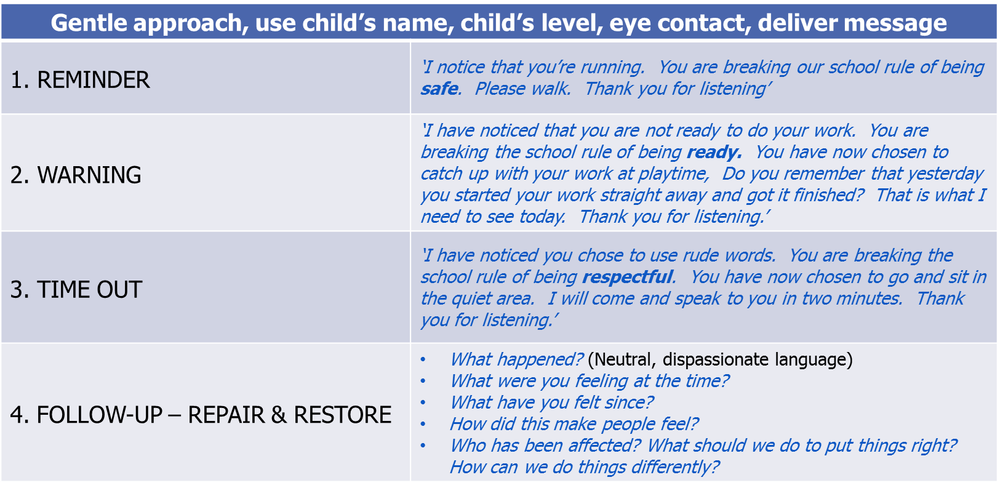 Gentle approach, use child’s name, child’s level, eye contact, deliver message
1. REMINDER
‘I notice that you’re running.  You are breaking our school rule of being
safe.  Please walk.  Thank you for listening’
2. WARNING
‘I have noticed that you are not ready to do your work.  You are
breaking the school rule of being ready.  You have now chosen to
catch up with your work at playtime,  Do you remember that yesterday
you started your work straight away and got it finished?  That is what I
need to see today.  Thank you for listening.’
3. TIME OUT
‘I have noticed you chose to use rude words.  You are breaking the
school rule of being respectful.  You have now chosen to go and sit in
the quiet area.  I will come and speak to you in two minutes.  Thank
you for listening.’
4. FOLLOW-UP – REPAIR & RESTORE
• What happened? (Neutral, dispassionate language)
• What were you feeling at the time?
• What have you felt since?
• How did this make people feel?
• Who has been affected? What should we do to put things right?
How can we do things differently?